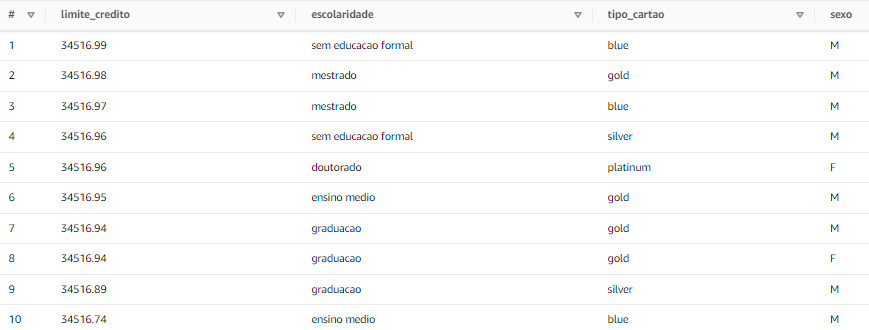 # limite_credito escolaridade tipo_cartao sexo
1 34516.99 sem educacao formal blue M
2 34516.98 mestrado gold M
3 34516.97 mestrado blue M
4 34516.96 sem educacao formal silver M
5 34516.96 doutorado platinum F
6 34516.95 ensino medio gold M
7 34516.94 graduacao gold M
8 34516.94 graduacao gold F
9 34516.89 graduacao silver M
10 34516.74 ensino medio blue M